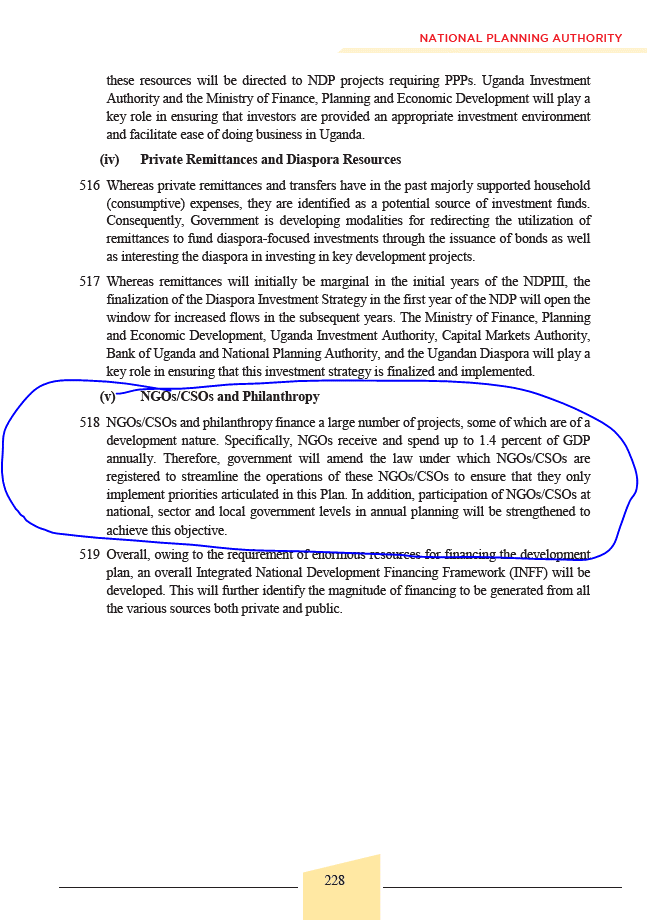 NATIONAL PLANNING AUTHORITY
these resources will be directed to NDP projects requiring PPPs. Uganda Investment
Authority and the Ministry of Finance, Planning and Economic Development will play a
key role in ensuring that investors are provided an appropriate investment environment
and facilitate ease of doing business in Uganda.
(iv) Private Remittances and Diaspora Resources
516 Whereas private remittances and transfers have in the past majorly supported household
(consumptive) expenses, they are identified as a potential source of investment funds.
Consequently, Government is developing modalities for redirecting the utilization of
remittances to fund diaspora-focused investments through the issuance of bonds as well
as interesting the diaspora in investing in key development projects.
517 Whereas remittances will initially be marginal in the initial years of the NDPIII, the
finalization of the Diaspora Investment Strategy in the first year of the NDP will open the
window for increased flows in the subsequent years. The Ministry of Finance, Planning
and Economic Development, Uganda Investment Authority, Capital Markets Authority,
Bank of Uganda and National Planning Authority, and the Ugandan Diaspora will play a
key role in ensuring that this investment strategy is finalized and implemented.
(v) NGOs/CSOs and Philanthropy
518 NGOs/CSOs and philanthropy finance a large number of projects, some of which are of a
development nature. Specifically, NGOs receive and spend up to 1.4 percent of GDP
annually. Therefore, government will amend the law under which NGOs/CSOs are
registered to streamline the operations of these NGOs/CSOs to ensure that they only
implement priorities articulated in this Plan. In addition, participation of NGOs/CSOs at
national, sector and local government levels in annual planning will be strengthened to
achieve this objective.
519 Overall, owing to the requirement of enormous resources for financing the development
plan, an overall Integrated National Development Financing Framework (INFF) will be
developed. This will further identify the magnitude of financing to be generated from all
the various sources both private and public.
228